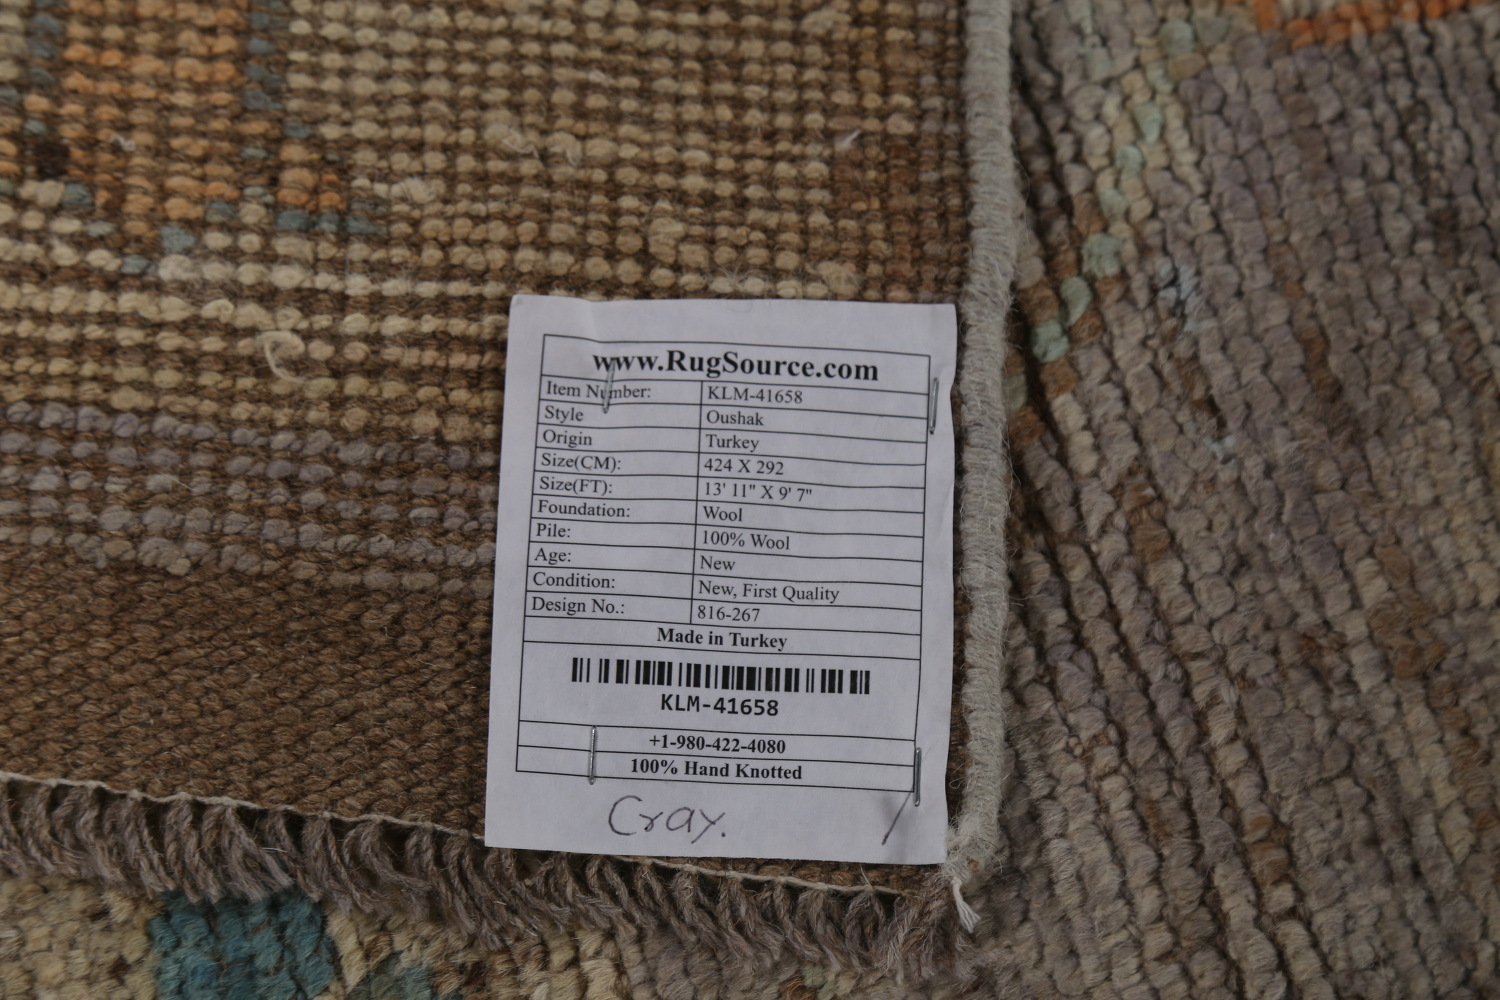 www.RugSource.com
Item Number: KLM-41658
Style Oushak
Origin Turkey
Size(CM): 424 X 292
Size(FT): 13' 11" X 9' 7"
Foundation: Wool
Pile: 100% Wool
Age: New
Condition: New, First Quality
Design No.: 816-267
Made in Turkey
KLM-41658
+1-980-422-4080
100% Hand Knotted
Cray.